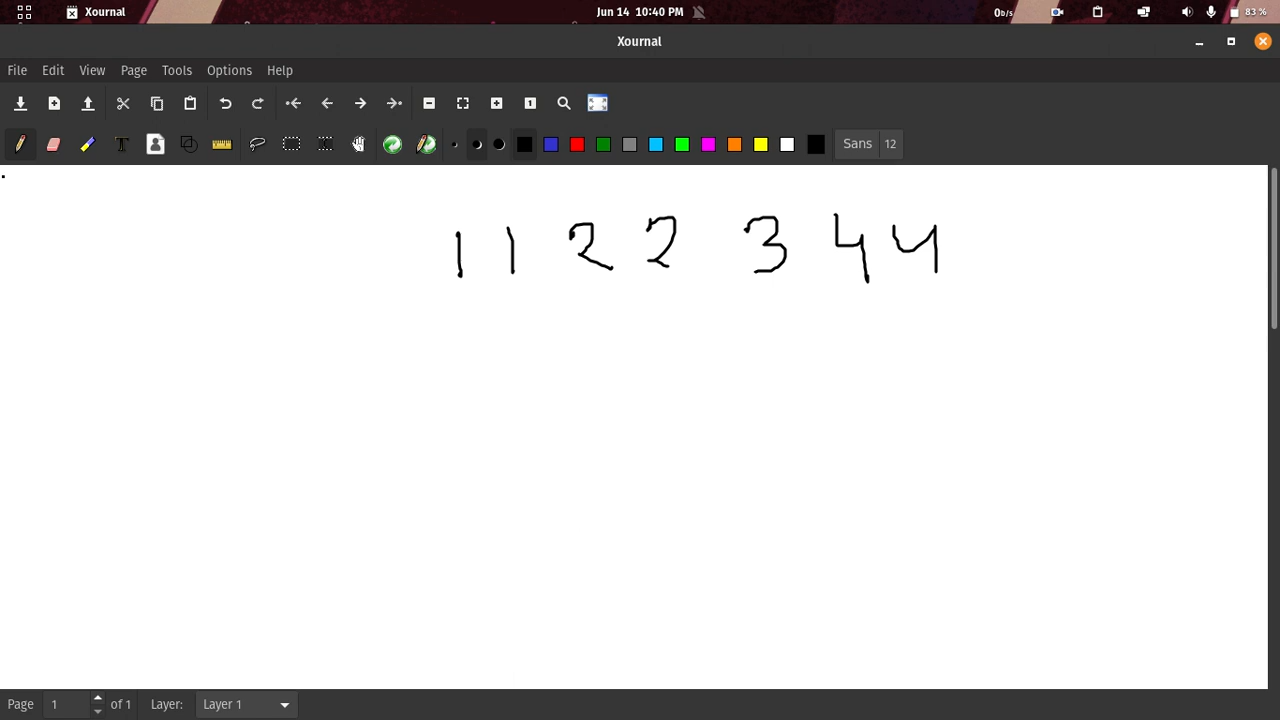 Xournal Jun 14 10:40 PM 0b/s 83 %
Xournal
File Edit View Page Tools Options Help
1
T Sans 12
1 1 2 2 3 4 4
Page 1 of 1 Layer: Layer 1